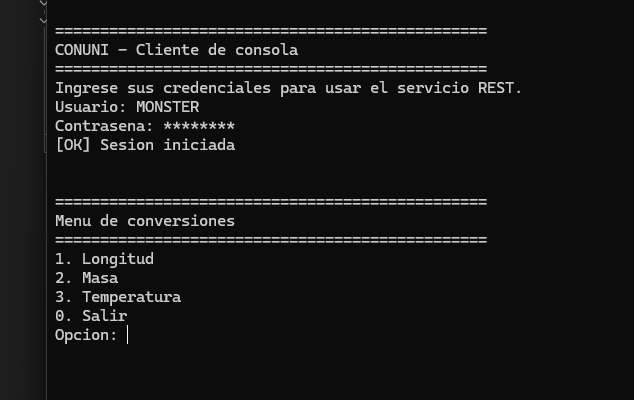 ================================================
CONUNI - Cliente de consola
================================================
Ingrese sus credenciales para usar el servicio REST.
Usuario: MONSTER
Contrasena: ********
[OK] Sesion iniciada
================================================
Menu de conversiones
================================================
1. Longitud
2. Masa
3. Temperatura
0. Salir
Opcion: